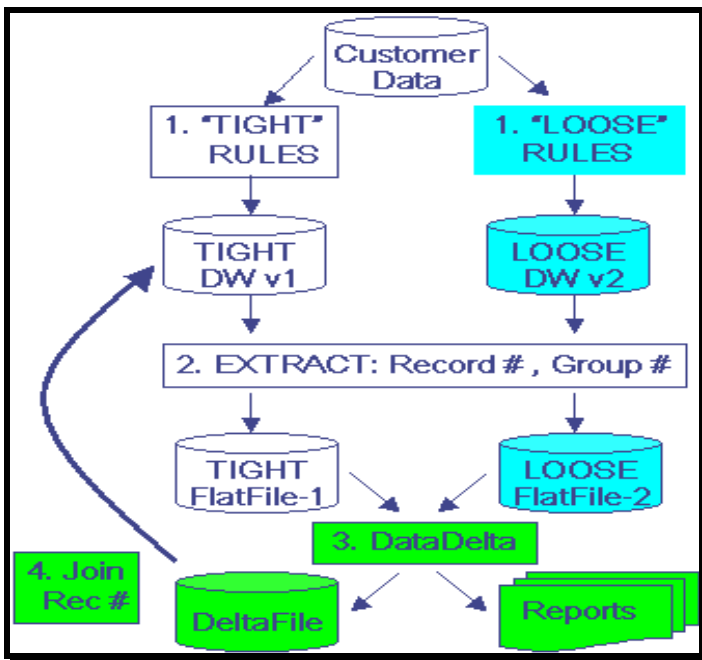 Customer
Data
1. "TIGHT"
RULES
1. "LOOSE"
RULES
TIGHT
DW v1
LOOSE
DW v2
2. EXTRACT: Record #, Group #
TIGHT
FlatFile-1
LOOSE
FlatFile-2
3. DataDelta
4. Join
Rec #
DeltaFile
Reports